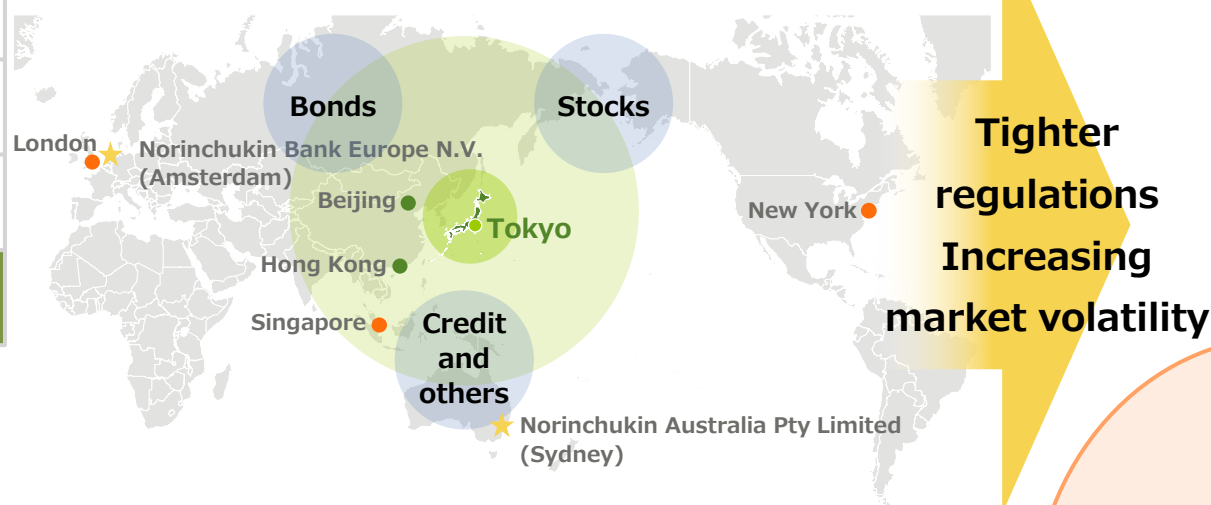 Bonds
Stocks
London
Norinchukin Bank Europe N.V.
(Amsterdam)
Beijing
Tokyo
Hong Kong
Singapore
New York
Credit
and
others
Norinchukin Australia Pty Limited
(Sydney)
Tighter
regulations
Increasing
market volatility